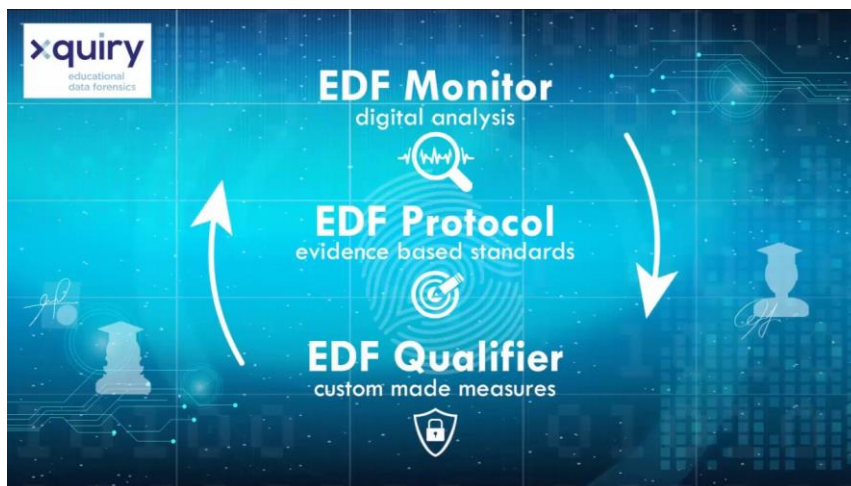 xquiry
educational
data forensics
EDF Monitor
digital analysis
EDF Protocol
evidence based standards
EDF Qualifier
custom made measures